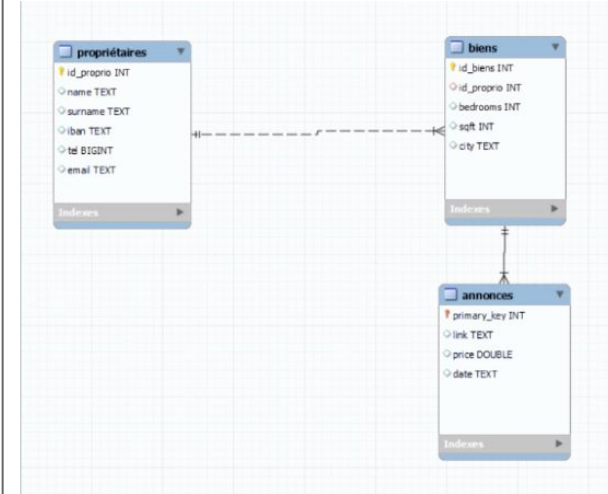 propriétaires
id_proprio INT
name TEXT
surname TEXT
iban TEXT
tel BIGINT
email TEXT
Indexes
biens
id_biens INT
id_proprio INT
bedrooms INT
sqft INT
city TEXT
Indexes
annonces
primary_key INT
link TEXT
price DOUBLE
date TEXT
Indexes